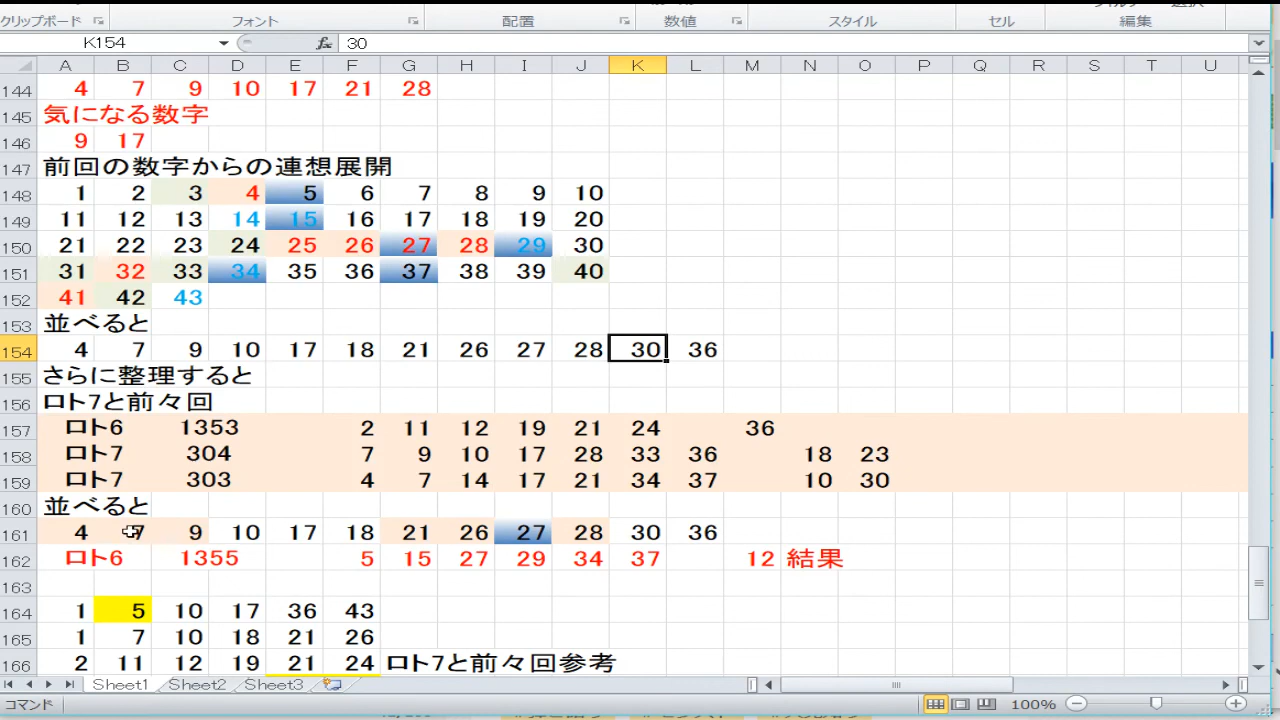 クリップボード フォント 配置 数値 スタイル セル 編集
K154 fx 30
A B C D E F G H I J K L M N O P Q R S T U
144 4 7 9 10 17 21 28
145 気になる数字
146 9 17
147 前回の数字からの連想展開
148 1 2 3 4 5 6 7 8 9 10
149 11 12 13 14 15 16 17 18 19 20
150 21 22 23 24 25 26 27 28 29 30
151 31 32 33 34 35 36 37 38 39 40
152 41 42 43
153 並べると
154 4 7 9 10 17 18 21 26 27 28 30 36
155 さらに整理すると
156 ロト7と前々回
157 ロト6 1353 2 11 12 19 21 24 36
158 ロト7 304 7 9 10 17 28 33 36 18 23
159 ロト7 303 4 7 14 17 21 34 37 10 30
160 並べると
161 4 7 9 10 17 18 21 26 27 28 30 36
162 ロト6 1355 5 15 27 29 34 37 12 結果
163
164 1 5 10 17 36 43
165 1 7 10 18 21 26
166 2 11 12 19 21 24 ロト7と前々回参考
Sheet1 Sheet2 Sheet3
コマンド 100%